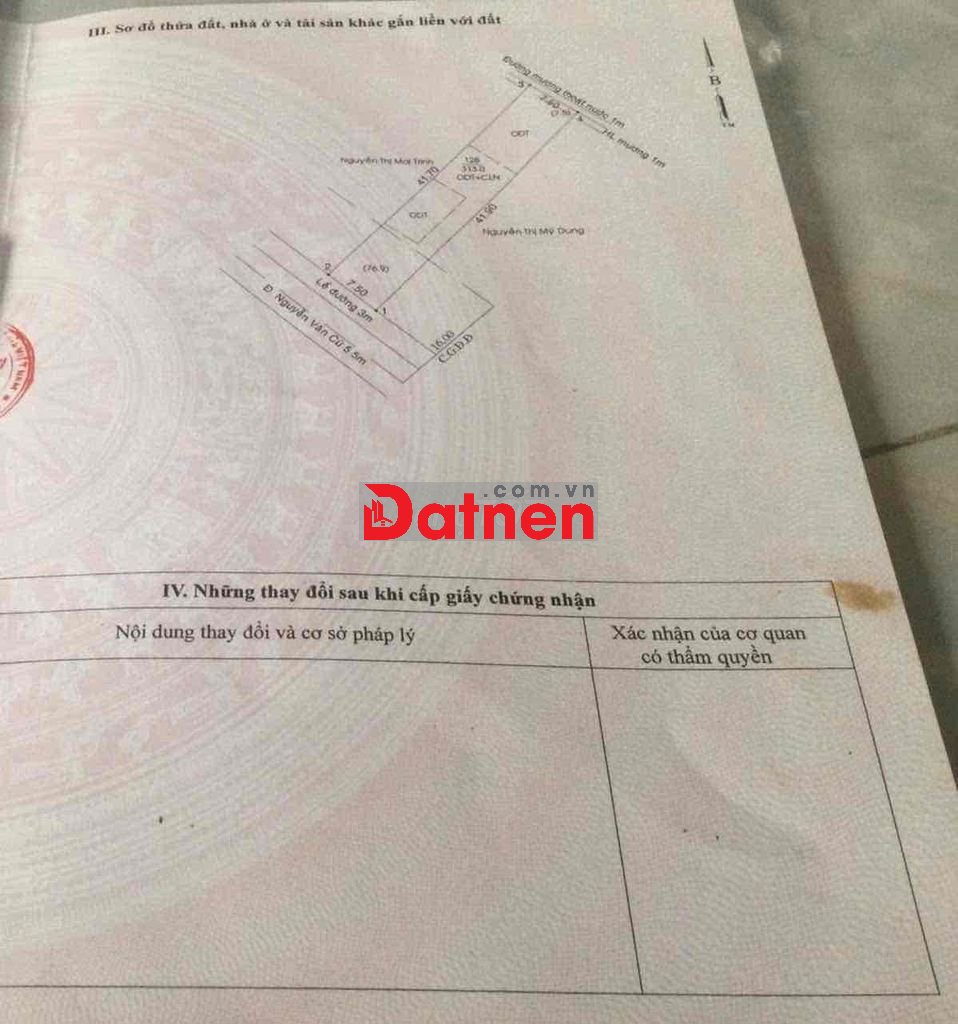 III. Sơ đồ thửa đất, nhà ở và tài sản khác gắn liền với đất
B
Đường mương thoát nước 1m
5
7.60
HL mương 1m
ODT
Nguyễn Thị Mai Trinh
41.70
128
313.0
ODT+CLN
ODT
41.90
Nguyễn Thị Mỹ Dung
2
(76.9)
7.50
1
Lề đường 3m
Đ. Nguyễn Văn Cừ 5.5m
16.00
C.G.Đ.Đ
.com.vn
Datnen
VIỆT NAM
IV. Những thay đổi sau khi cấp giấy chứng nhận
Nội dung thay đổi và cơ sở pháp lý
Xác nhận của cơ quan
có thẩm quyền